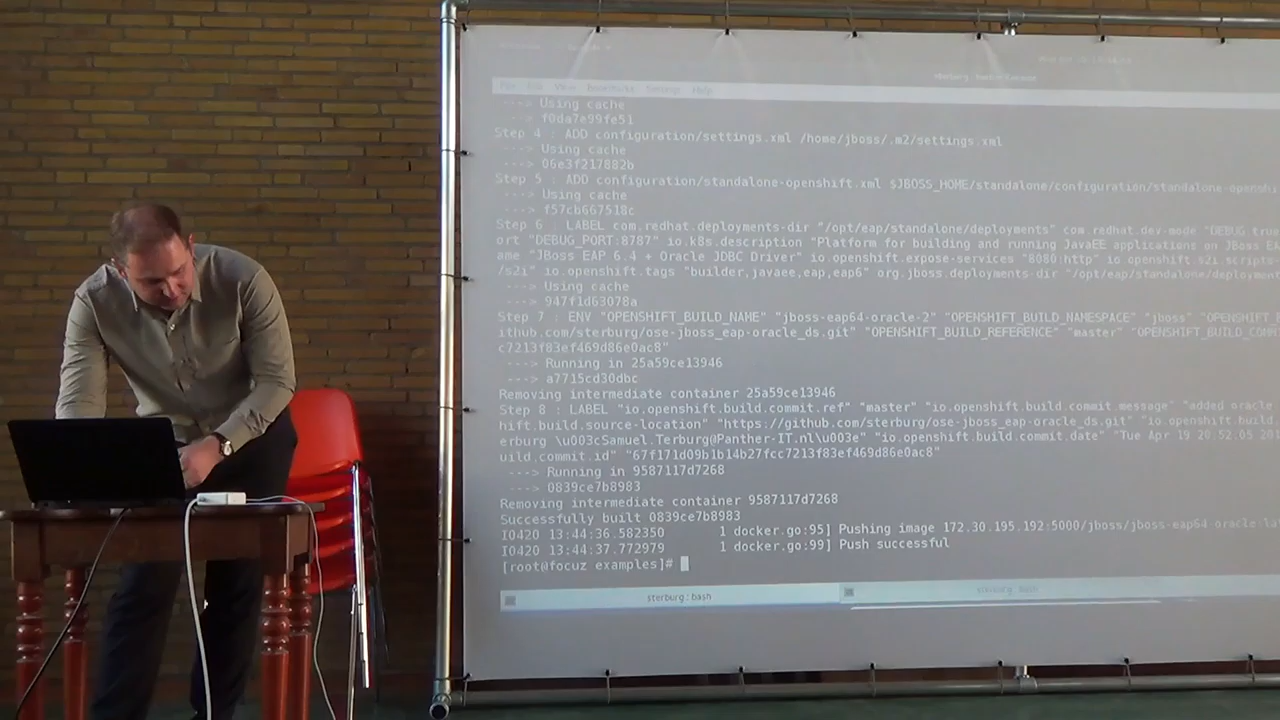 Bookmarks Settings Help
---> Using cache
---> f0da7e99fe51
Step 4 : ADD configuration/settings.xml /home/jboss/.m2/settings.xml
---> Using cache
---> 06e3f217882b
Step 5 : ADD configuration/standalone-openshift.xml $JBOSS_HOME/standalone/configuration/standalone-openshi
---> Using cache
---> f57cb667518c
Step 6 : LABEL com.redhat.deployments-dir "/opt/eap/standalone/deployments" com.redhat.dev-mode "DEBUG:true
ort "DEBUG_PORT:8787" io.k8s.description "Platform for building and running JavaEE applications on JBoss EA
ame "JBoss EAP 6.4 + Oracle JDBC Driver" io.openshift.expose-services "8080:http" io.openshift.s2i.scripts-
/s2i" io.openshift.tags "builder,javaee,eap,eap6" org.jboss.deployments-dir "/opt/eap/standalone/deployment
---> Using cache
---> 947f1d63078a
Step 7 : ENV "OPENSHIFT_BUILD_NAME" "jboss-eap64-oracle-2" "OPENSHIFT_BUILD_NAMESPACE" "jboss" "OPENSHIFT_
ithub.com/sterburg/ose-jboss_eap-oracle_ds.git" "OPENSHIFT_BUILD_REFERENCE" "master" "OPENSHIFT_BUILD_COM
c7213f83ef469d86e0ac8"
---> Running in 25a59ce13946
---> a7715cd30dbc
Removing intermediate container 25a59ce13946
Step 8 : LABEL "io.openshift.build.commit.ref" "master" "io.openshift.build.commit.message" "added oracle
hift.build.source-location" "https://github.com/sterburg/ose-jboss_eap-oracle_ds.git" "io.openshift.build.c
erburg \u003cSamuel.Terburg@Panther-IT.nl\u003e" "io.openshift.build.commit.date" "Tue Apr 19 20:52:05 201
uild.commit.id" "67f171d09b1b14b27fcc7213f83ef469d86e0ac8"
---> Running in 9587117d7268
---> 0839ce7b8983
Removing intermediate container 9587117d7268
Successfully built 0839ce7b8983
I0420 13:44:36.582350 1 docker.go:95] Pushing image 172.30.195.192:5000/jboss/jboss-eap64-oracle:la
I0420 13:44:37.772979 1 docker.go:99] Push successful
[root@focuz examples]#
sterburg : bash sterburg : bash